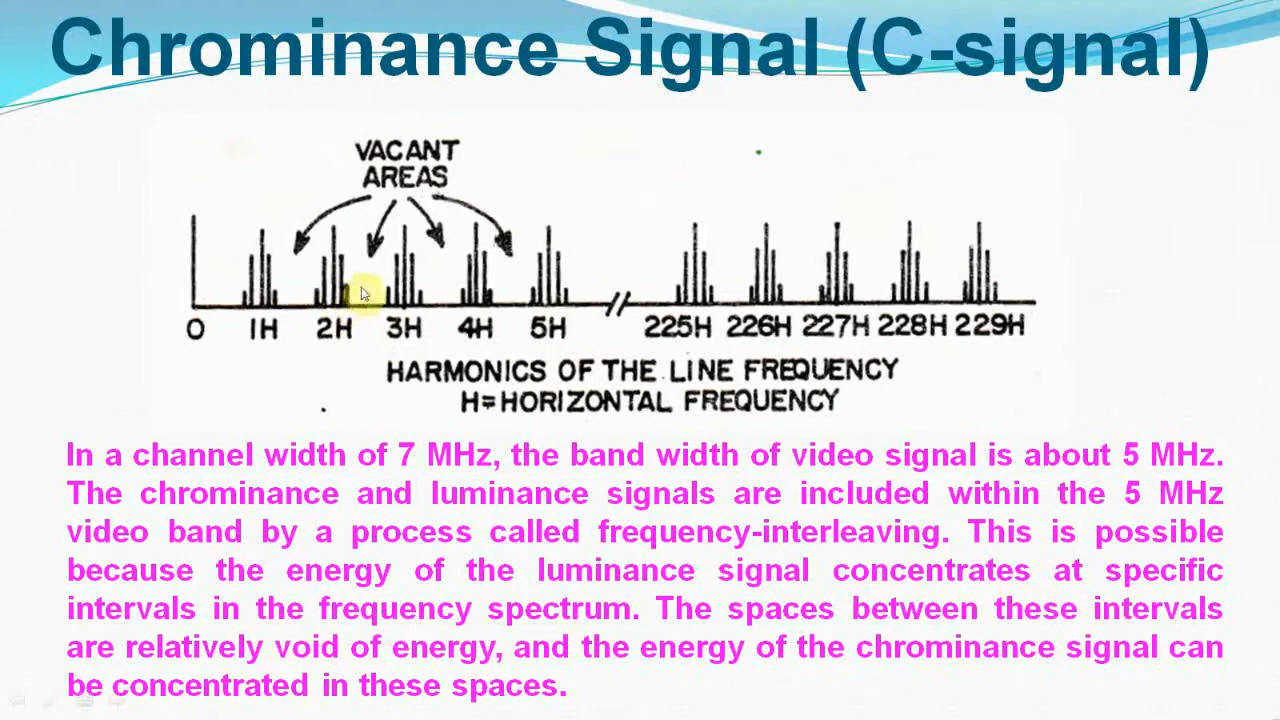 Chrominance Signal (C-signal)
VACANT
AREAS
0 1H 2H 3H 4H 5H 225H 226H 227H 228H 229H
HARMONICS OF THE LINE FREQUENCY
H=HORIZONTAL FREQUENCY
In a channel width of 7 MHz, the band width of video signal is about 5 MHz.
The chrominance and luminance signals are included within the 5 MHz
video band by a process called frequency-interleaving. This is possible
because the energy of the luminance signal concentrates at specific
intervals in the frequency spectrum. The spaces between these intervals
are relatively void of energy, and the energy of the chrominance signal can
be concentrated in these spaces.